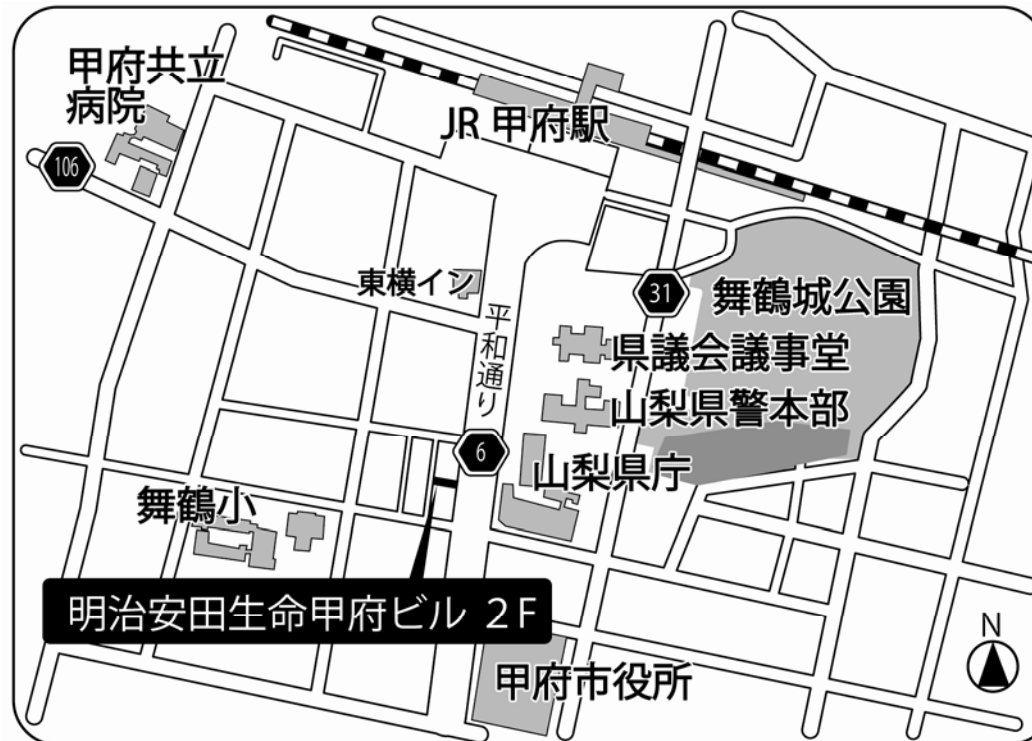 甲府共立
病院
JR 甲府駅
106
東横イン
31
舞鶴城公園
平和通り
県議会議事堂
山梨県警本部
6
山梨県庁
舞鶴小
明治安田生命甲府ビル 2F
甲府市役所
N